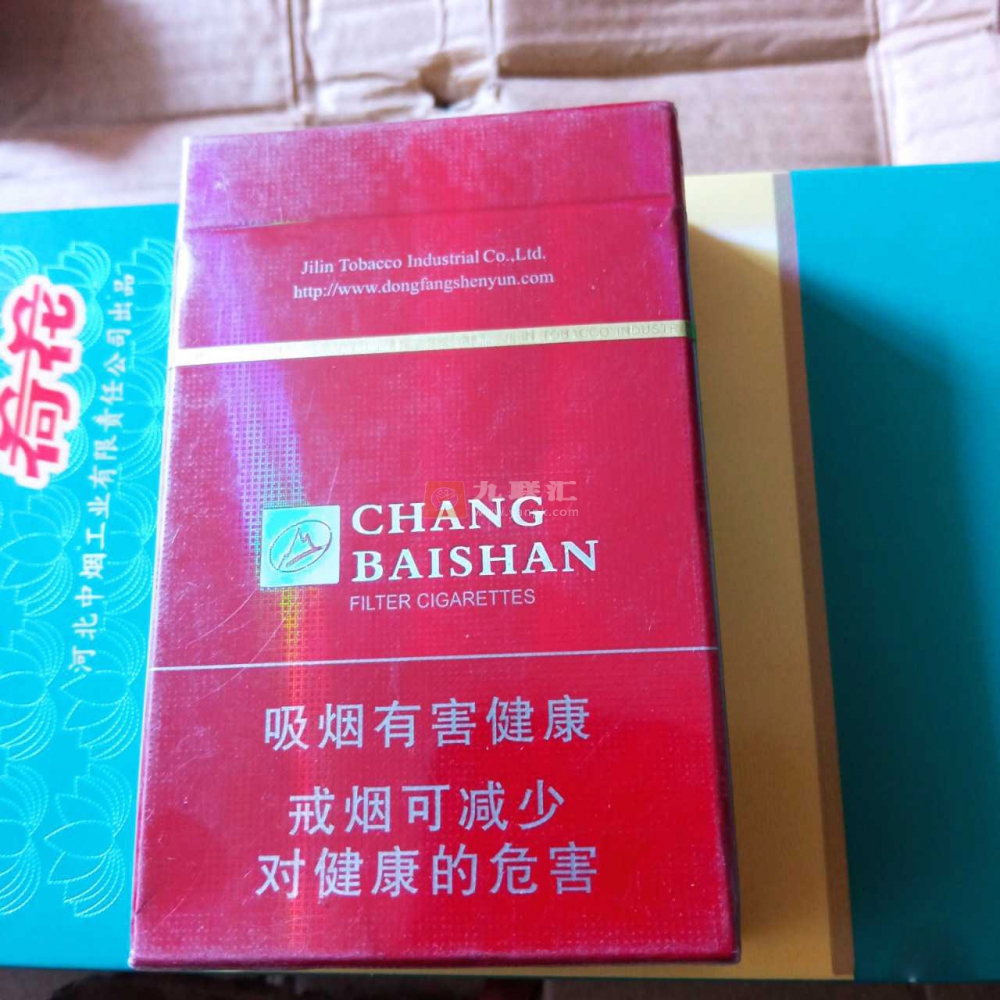 Jilin Tobacco Industrial Co.,Ltd.
http://www.dongfangshenyun.com
TOBACCO INDUSTR
九联汇
CHANG
BAISHAN
FILTER CIGARETTES
吸烟有害健康
戒烟可减少
对健康的危害
荷花
河北中烟工业有限责任公司出品